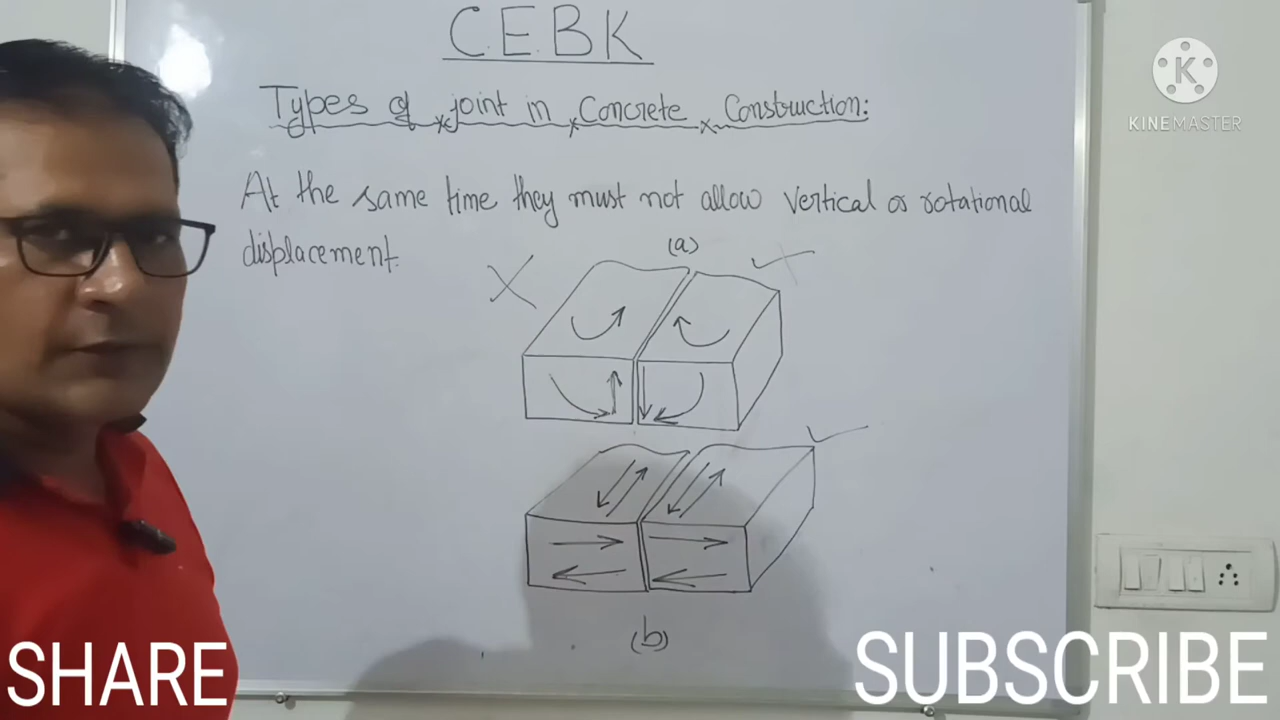 C.E.B.K
K
KINEMASTER
Types of joint in Concrete Construction:
At the same time they must not allow vertical or rotational
displacement.
(a)
(b)
SHARE
SUBSCRIBE